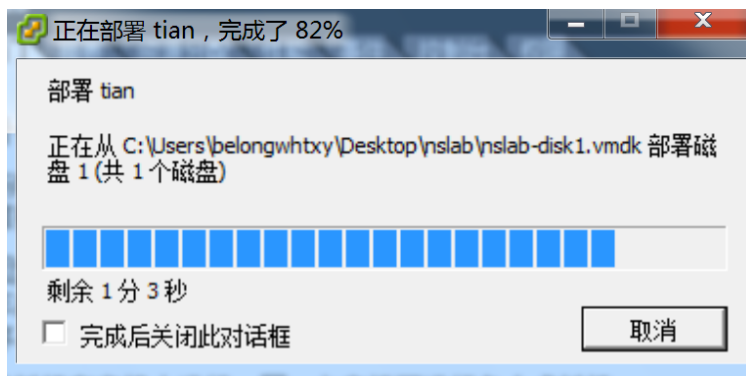 正在部署 tian，完成了 82%
部署 tian
正在从 C:\Users\belongwhtxy\Desktop\nslab\nslab-disk1.vmdk 部署磁
盘 1 (共 1 个磁盘)
剩余 1 分 3 秒
完成后关闭此对话框
取消